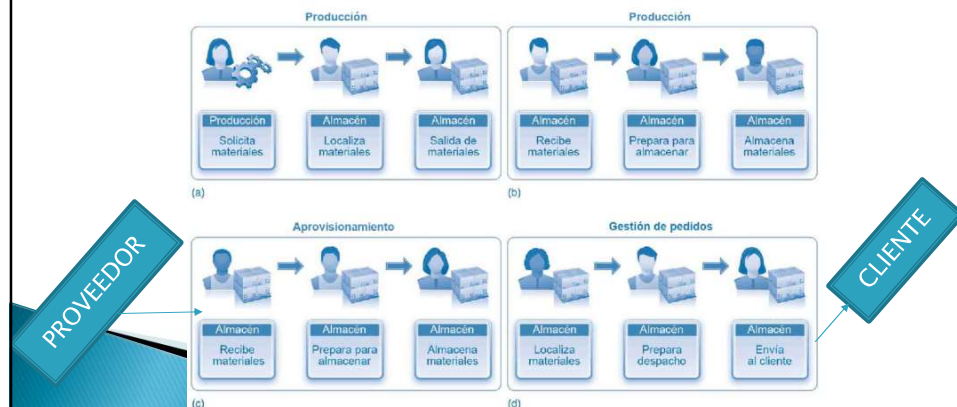 Producción
Producción
Producción
Solicita
materiales
Almacén
Localiza
materiales
Almacén
Salida de
materiales
Almacén
Recibe
materiales
Almacén
Prepara para
almacenar
Almacén
Almacena
materiales
(a)
(b)
Aprovisionamiento
Gestión de pedidos
PROVEEDOR
CLIENTE
Almacén
Recibe
materiales
Almacén
Prepara para
almacenar
Almacén
Almacena
materiales
Almacén
Localiza
materiales
Almacén
Prepara
despacho
Almacén
Envía
al cliente
(c)
(d)